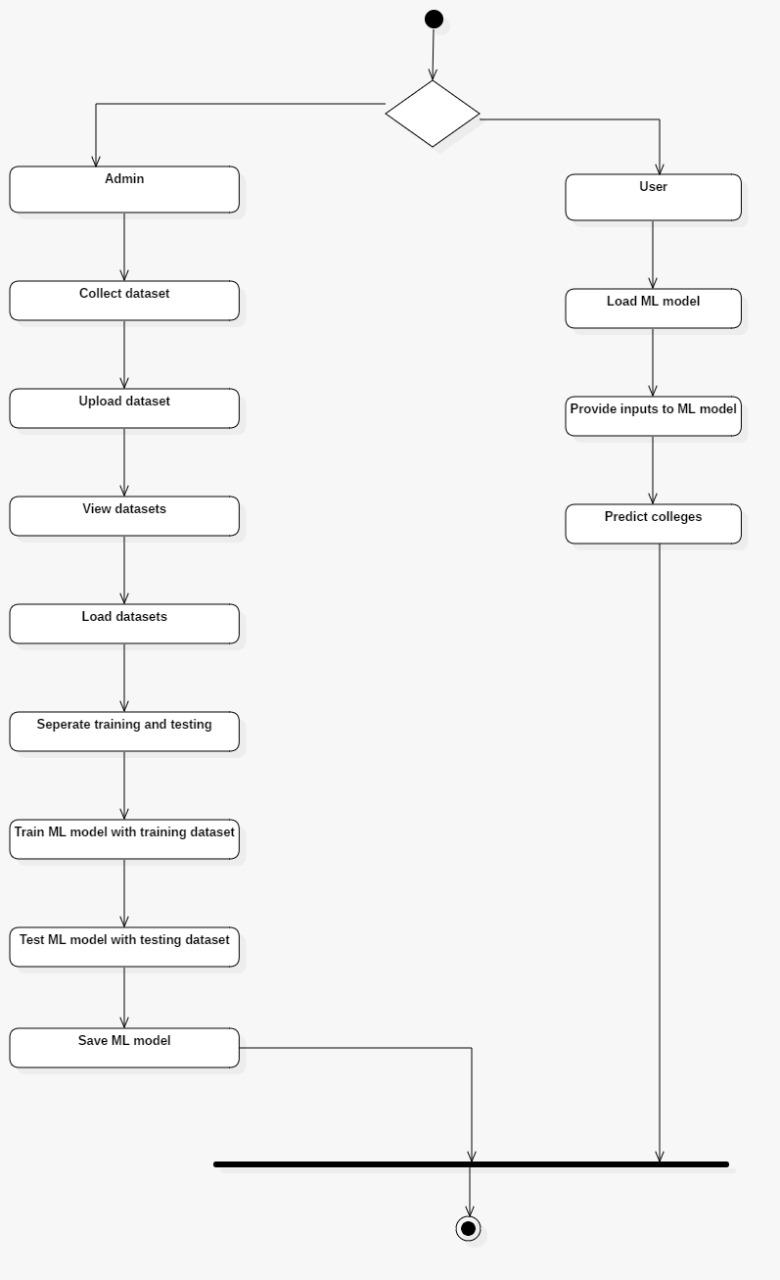 Admin
User
Collect dataset
Load ML model
Upload dataset
Provide inputs to ML model
View datasets
Predict colleges
Load datasets
Seperate training and testing
Train ML model with training dataset
Test ML model with testing dataset
Save ML model